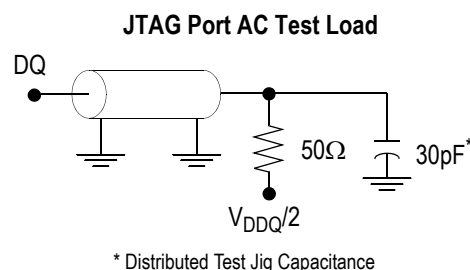 JTAG Port AC Test Load
DQ
50Ω
30pF*
VDDQ/2
* Distributed Test Jig Capacitance